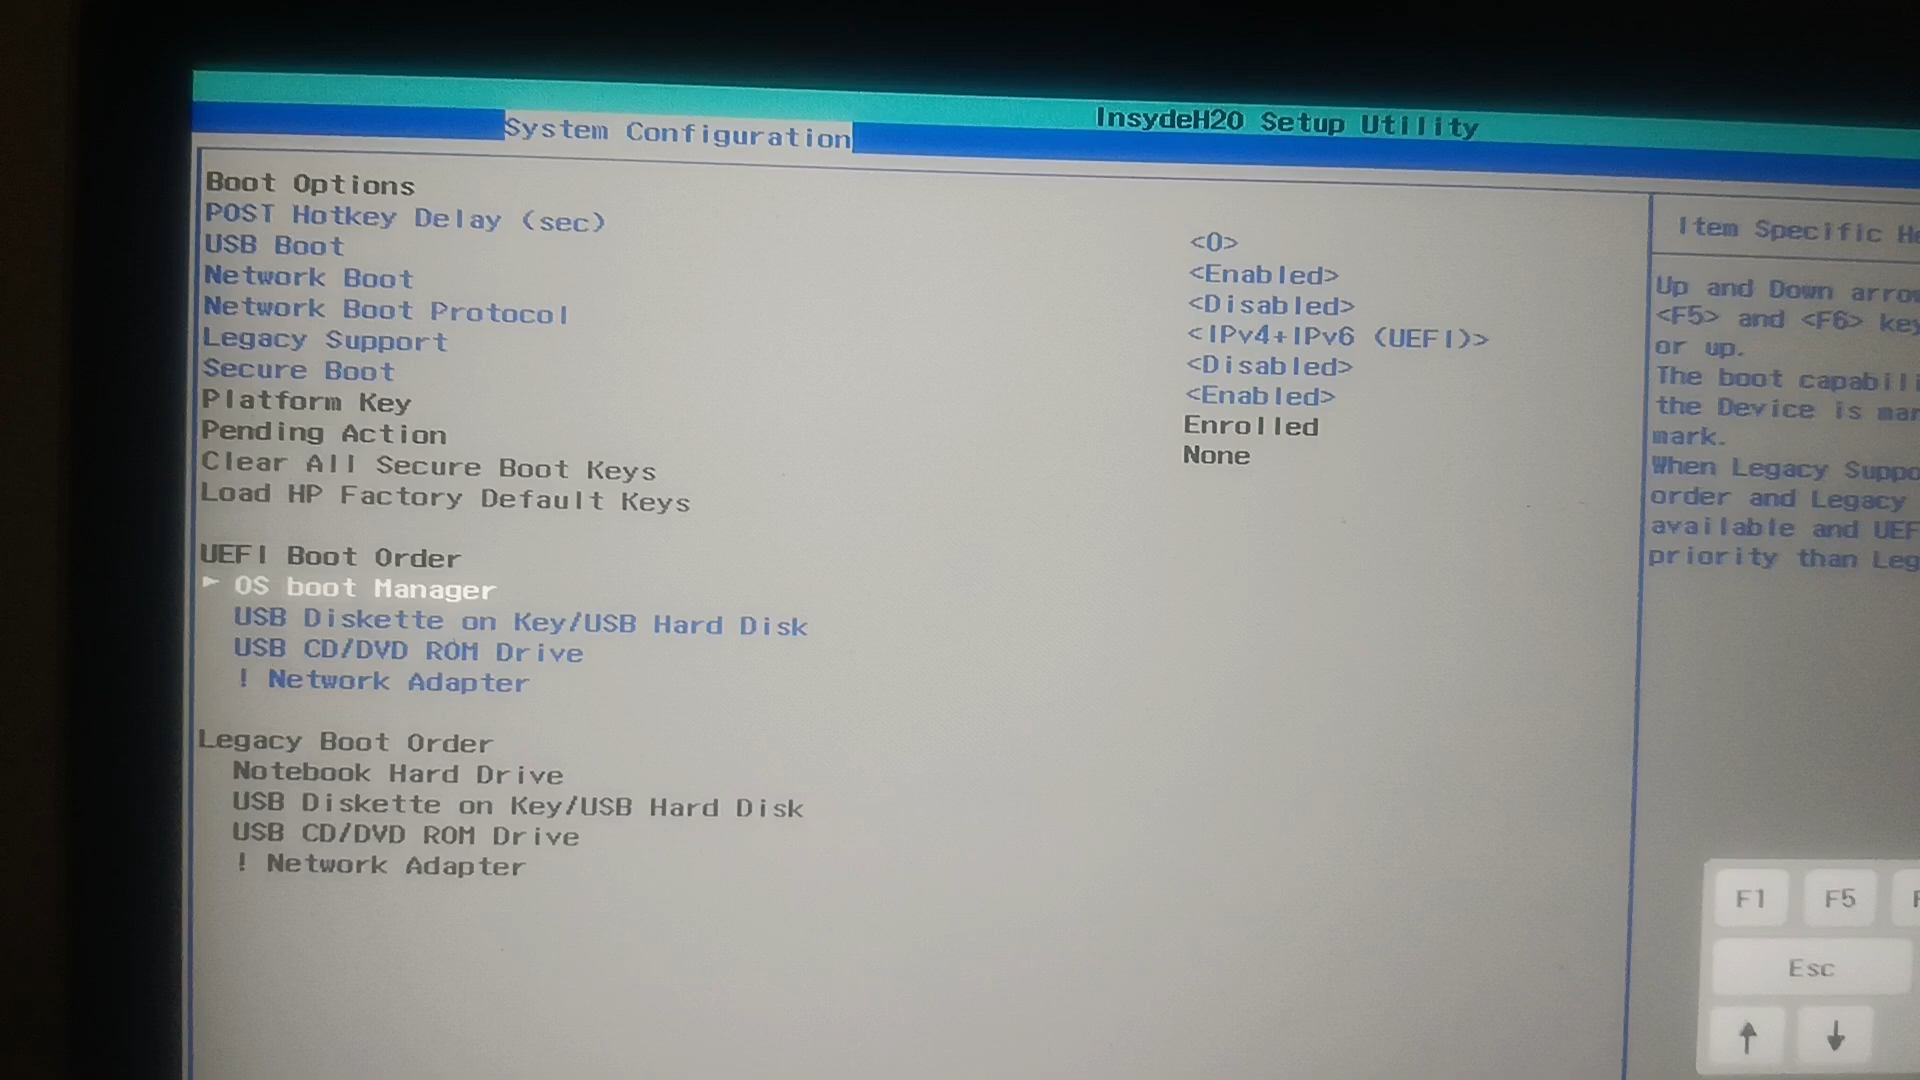 InsydeH20 Setup Utility
System Configuration
Boot Options
POST Hotkey Delay (sec) <0>
USB Boot <Enabled>
Network Boot <Disabled>
Network Boot Protocol <IPv4+IPv6 (UEFI)>
Legacy Support <Disabled>
Secure Boot <Enabled>
Platform Key Enrolled
Pending Action None
Clear All Secure Boot Keys
Load HP Factory Default Keys
UEFI Boot Order
► OS boot Manager
USB Diskette on Key/USB Hard Disk
USB CD/DVD ROM Drive
! Network Adapter
Legacy Boot Order
Notebook Hard Drive
USB Diskette on Key/USB Hard Disk
USB CD/DVD ROM Drive
! Network Adapter
Item Specific
Up and Down
<F5> and <F6>
or up.
The boot
the Device is
mark.
When Legacy
order and Legacy
available and
priority than
F1 F5
Esc
↑ ↓